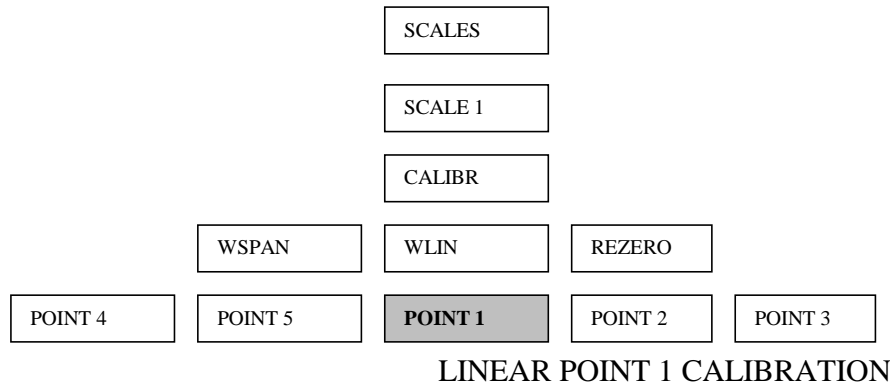 SCALES
SCALE 1
CALIBR
WSPAN WLIN REZERO
POINT 4 POINT 5 POINT 1 POINT 2 POINT 3
LINEAR POINT 1 CALIBRATION